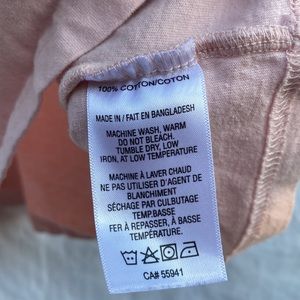 100% COTTON/COTON
MADE IN / FAIT EN BANGLADESH
MACHINE WASH, WARM
DO NOT BLEACH.
TUMBLE DRY, LOW
IRON, AT LOW TEMPERATURE
MACHINE À LAVER CHAUD
NE PAS UTILISER D'AGENT DE
BLANCHIMENT
SÉCHAGE PAR CULBUTAGE
TEMP.BASSE
FER À REPASSER, À BASSE
TEMPÉRATURE.
CA# 55941